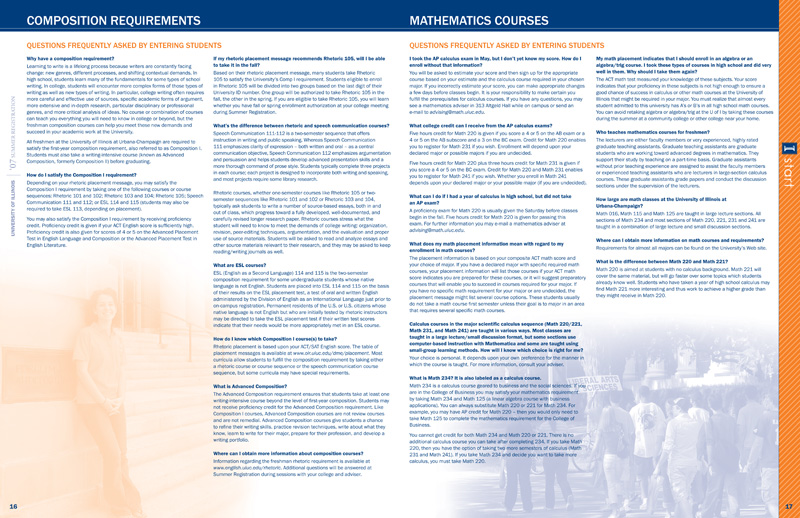 COMPOSITION REQUIREMENTS
QUESTIONS FREQUENTLY ASKED BY ENTERING STUDENTS
Why have a composition requirement?
Learning to write is a lifelong process because writers are constantly facing
change: new genres, different processes, and shifting contextual demands. In
high school, students learn many of the fundamentals for some types of school
writing. In college, students will encounter more complex forms of those types of
writing as well as new types of writing. In particular, college writing often requires
more careful and effective use of sources, specific academic forms of argument,
more extensive and in-depth research, particular disciplinary or professional
genres, and more critical analysis of ideas. No course or combination of courses
can teach you everything you will need to know in college or beyond, but the
freshman composition courses can help you meet those new demands and
succeed in your academic work at the University.
All freshmen at the University of Illinois at Urbana-Champaign are required to
satisfy the first-year composition requirement, also referred to as Composition I.
Students must also take a writing-intensive course (known as Advanced
Composition, formerly Composition II) before graduating.
How do I satisfy the Composition I requirement?
Depending on your rhetoric placement message, you may satisfy the
Composition I requirement by taking one of the following courses or course
sequences: Rhetoric 101 and 102; Rhetoric 103 and 104; Rhetoric 105; Speech
Communication 111 and 112; or ESL 114 and 115 (students may also be
required to take ESL 113, depending on placement).
You may also satisfy the Composition I requirement by receiving proficiency
credit. Proficiency credit is given if your ACT English score is sufficiently high.
Proficiency credit is also given for scores of 4 or 5 on the Advanced Placement
Test in English Language and Composition or the Advanced Placement Test in
English Literature.
If my rhetoric placement message recommends Rhetoric 105, will I be able
to take it in the fall?
Based on their rhetoric placement message, many students take Rhetoric
105 to satisfy the University's Comp I requirement. Students eligible to enroll
in Rhetoric 105 will be divided into two groups based on the last digit of their
University ID number. One group will be authorized to take Rhetoric 105 in the
fall, the other in the spring. If you are eligible to take Rhetoric 105, you will learn
whether you have fall or spring enrollment authorization at your college meeting
during Summer Registration.
What's the difference between rhetoric and speech communication courses?
Speech Communication 111-112 is a two-semester sequence that offers
instruction in writing and public speaking. Whereas Speech Communication
111 emphasizes clarity of expression – both written and oral – as a central
communication objective, Speech Communication 112 emphasizes argumentation
and persuasion and helps students develop advanced presentation skills and a
more thorough command of prose style. Students typically complete three projects
in each course; each project is designed to incorporate both writing and speaking,
and most projects require some library research.
Rhetoric courses, whether one-semester courses like Rhetoric 105 or two-
semester sequences like Rhetoric 101 and 102 or Rhetoric 103 and 104,
typically ask students to write a number of source-based essays, both in and
out of class, which progress toward a fully developed, well-documented, and
carefully revised longer research paper. Rhetoric courses stress what the
student will need to know to meet the demands of college writing: organization,
revision, peer-editing techniques, argumentation, and the evaluation and proper
use of source materials. Students will be asked to read and analyze essays and
other source materials relevant to their research, and they may be asked to keep
reading/writing journals as well.
What are ESL courses?
ESL (English as a Second Language) 114 and 115 is the two-semester
composition requirement for some undergraduate students whose native
language is not English. Students are placed into ESL 114 and 115 on the basis
of their results on the ESL placement test, a test of oral and written English
administered by the Division of English as an International Language just prior to
on-campus registration. Permanent residents of the U.S. or U.S. citizens whose
native language is not English but who are initially tested by rhetoric instructors
may be directed to take the ESL placement test if their written test scores
indicate that their needs would be more appropriately met in an ESL course.
How do I know which Composition I course(s) to take?
Rhetoric placement is based upon your ACT/SAT English score. The table of
placement messages is available at www.oir.uiuc.edu/dme/placement. Most
curricula allow students to fulfill the composition requirement by taking either
a rhetoric course or course sequence or the speech communication course
sequence, but some curricula may have special requirements.
What is Advanced Composition?
The Advanced Composition requirement ensures that students take at least one
writing-intensive course beyond the level of first-year composition. Students may
not receive proficiency credit for the Advanced Composition requirement. Like
Composition I courses, Advanced Composition courses are not review courses
and are not remedial. Advanced Composition courses give students a chance
to refine their writing skills, practice revision techniques, write about what they
know, learn to write for their major, prepare for their profession, and develop a
writing portfolio.
Where can I obtain more information about composition courses?
Information regarding the freshman rhetoric requirement is available at
www.english.uiuc.edu/rhetoric. Additional questions will be answered at
Summer Registration during sessions with your college and adviser.
UNIVERSITY OF ILLINOIS
16
MATHEMATICS COURSES
QUESTIONS FREQUENTLY ASKED BY ENTERING STUDENTS
I took the AP calculus exam in May, but I don't yet know my score. How do I
enroll without that information?
You will be asked to estimate your score and then sign up for the appropriate
course based on your estimate and the calculus course required in your chosen
major. If you incorrectly estimate your score, you can make appropriate changes
a few days before classes begin. It is your responsibility to make certain you
fulfill the prerequisites for calculus courses. If you have any questions, you may
see a mathematics adviser in 313 Altgeld Hall when on campus or send an
e-mail to advising@math.uiuc.edu.
What college credit can I receive from the AP calculus exams?
Five hours credit for Math 220 is given if you score a 4 or 5 on the AB exam or a
4 or 5 on the AB subscore and a 3 on the BC exam. Credit for Math 220 enables
you to register for Math 231 if you wish. Enrollment will depend upon your
declared major or possible majors if you are undecided.
Five hours credit for Math 220 plus three hours credit for Math 231 is given if
you score a 4 or 5 on the BC exam. Credit for Math 220 and Math 231 enables
you to register for Math 241 if you wish. Whether you enroll in Math 241
depends upon your declared major or possible major (if you are undecided).
What can I do if I had a year of calculus in high school, but did not take
an AP exam?
A proficiency exam for Math 220 is usually given the Saturday before classes
begin in the fall. Five hours credit for Math 220 is given for passing this
exam. For further information you may e-mail a mathematics adviser at
advising@math.uiuc.edu.
What does my math placement information mean with regard to my
enrollment in math courses?
The placement information is based on your composite ACT math score and
your choice of major. If you have a declared major with specific required math
courses, your placement information will list those courses if your ACT math
score indicates you are prepared for these courses, or it will suggest preparatory
courses that will enable you to succeed in courses required for your major. If
you have no specific math requirement for your major or are undecided, the
placement message might list several course options. These students usually
do not take a math course first semester unless their goal is to major in an area
that requires several specific math courses.
Calculus courses in the major scientific calculus sequence (Math 220/221,
Math 231, and Math 241) are taught in various ways. Most classes are
taught in a large lecture/small discussion format, but some sections use
computer-based instruction with Mathematica and some are taught using
small-group learning methods. How will I know which choice is right for me?
Your choice is personal. It depends upon your own preference for the manner in
which the course is taught. For more information, consult your adviser.
What is Math 234? It is also labeled as a calculus course.
Math 234 is a calculus course geared to business and the social sciences. If you
are in the College of Business you may satisfy your mathematics requirement
by taking Math 234 and Math 125 (a linear algebra course with business
applications). You can always substitute Math 220 or 221 for Math 234. For
example, you may have AP credit for Math 220 – then you would only need to
take Math 125 to complete the mathematics requirement for the College of
Business.
You cannot get credit for both Math 234 and Math 220 or 221. There is no
additional calculus course you can take after completing 234. If you take Math
220, then you have the option of taking two more semesters of calculus (Math
231 and Math 241). If you take Math 234 and decide you want to take more
calculus, you must take Math 220.
My math placement indicates that I should enroll in an algebra or an
algebra/trig course. I took those types of courses in high school and did very
well in them. Why should I take them again?
The ACT math test measured your knowledge of these subjects. Your score
indicates that your proficiency in these subjects is not high enough to ensure a
good chance of success in calculus or other math courses at the University of
Illinois that might be required in your major. You must realize that almost every
student admitted to this university has A's or B's in all high school math courses.
You can avoid retaking algebra or algebra/trig at the U of I by taking these courses
during the summer at a community college or other college near your home.
Who teaches mathematics courses for freshmen?
The lecturers are either faculty members or very experienced, highly rated
graduate teaching assistants. Graduate teaching assistants are graduate
students who are working toward advanced degrees in mathematics. They
support their study by teaching on a part-time basis. Graduate assistants
without prior teaching experience are assigned to assist the faculty members
or experienced teaching assistants who are lecturers in large-section calculus
courses. These graduate assistants grade papers and conduct the discussion
sections under the supervision of the lecturers.
How large are math classes at the University of Illinois at
Urbana-Champaign?
Math 016, Math 115 and Math 125 are taught in large lecture sections. All
sections of Math 234 and most sections of Math 220, 221, 231 and 241 are
taught in a combination of large lecture and small discussion sections.
Where can I obtain more information on math courses and requirements?
Requirements for almost all majors can be found on the University's Web site.
What is the difference between Math 220 and Math 221?
Math 220 is aimed at students with no calculus background. Math 221 will
cover the same material, but will go faster over some topics which students
already know well. Students who have taken a year of high school calculus may
find Math 221 more interesting and thus work to achieve a higher grade than
they might receive in Math 220.
I start
17